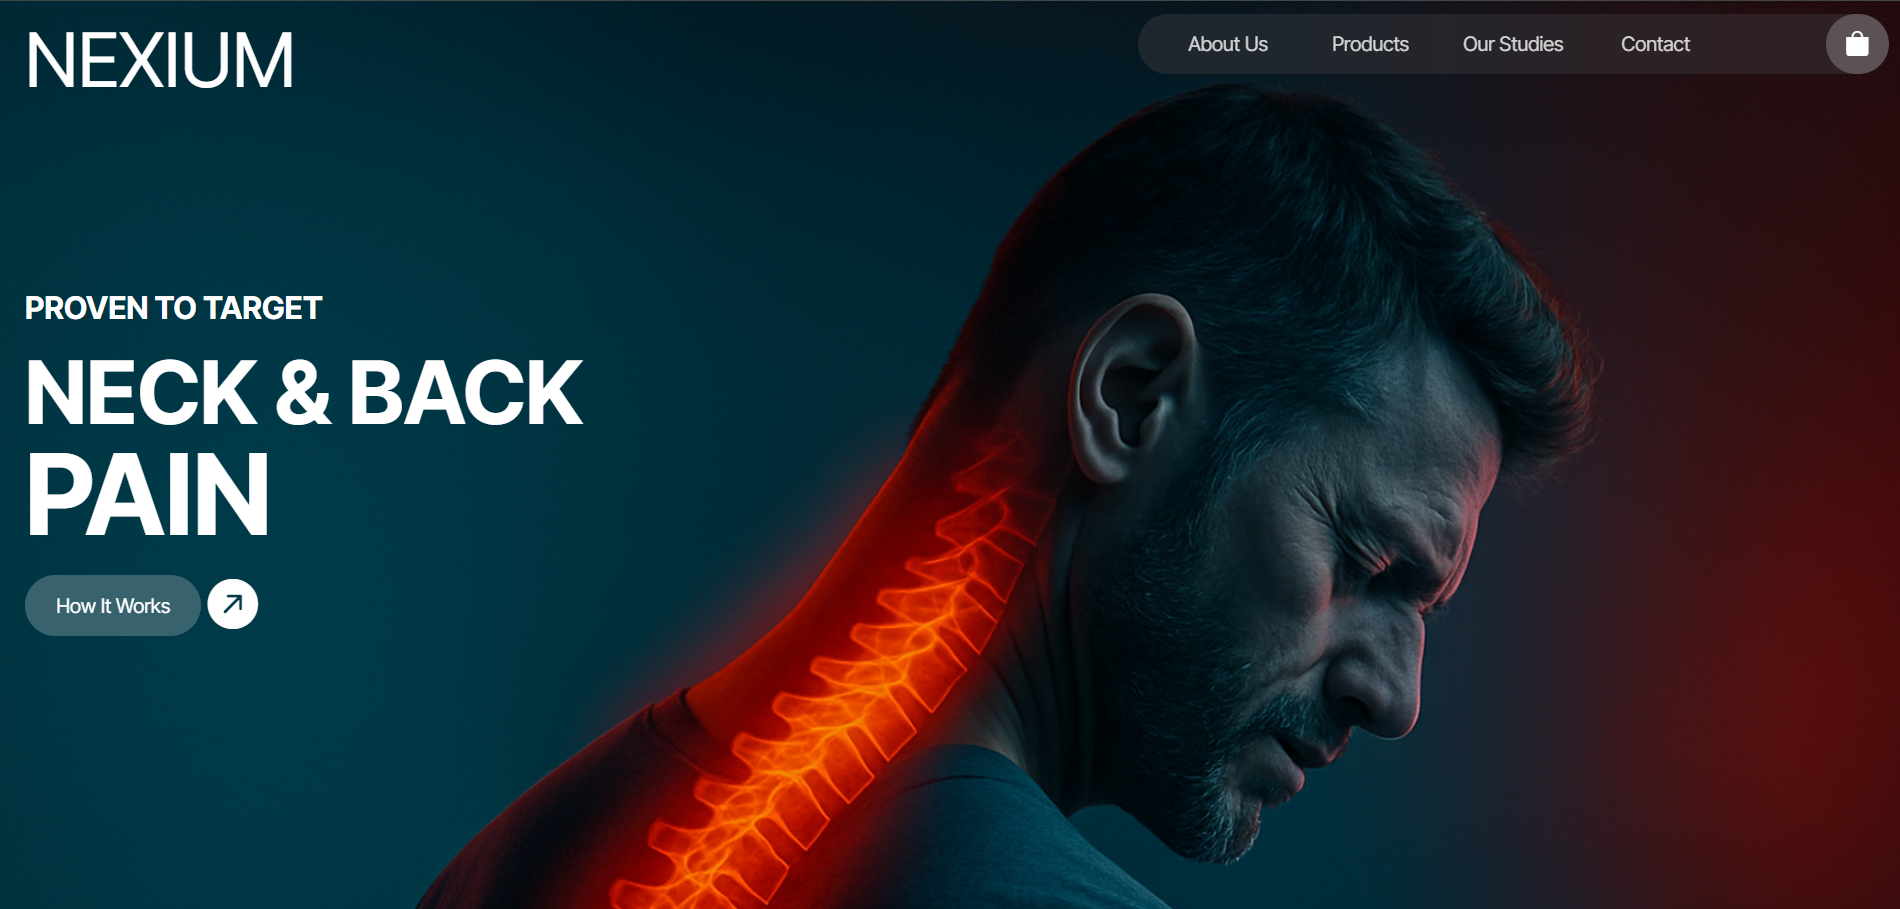 NEXIUM
About Us
Products
Our Studies
Contact
PROVEN TO TARGET
NECK & BACK
PAIN
How It Works